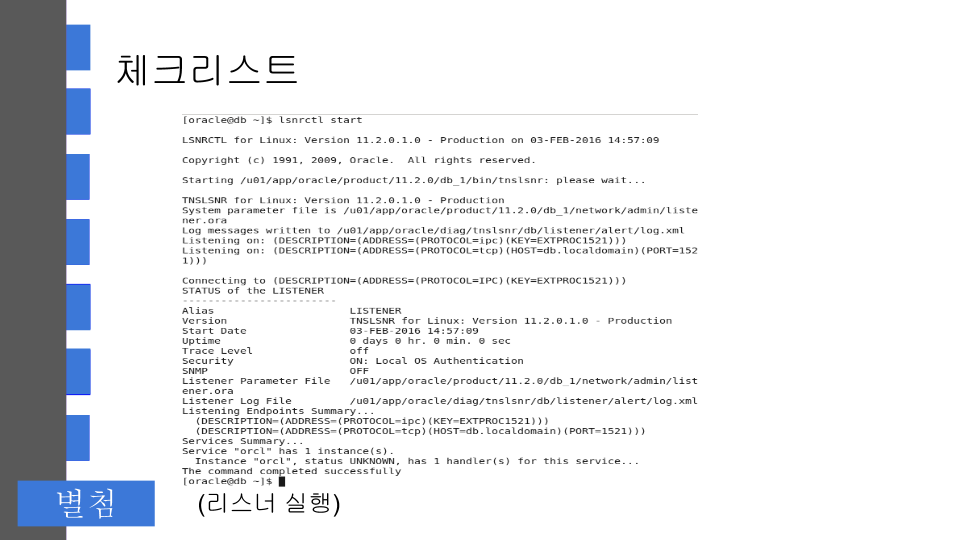 체크리스트
[oracle@db ~]$ lsnrctl start
LSNRCTL for Linux: Version 11.2.0.1.0 - Production on 03-FEB-2016 14:57:09
Copyright (c) 1991, 2009, Oracle.  All rights reserved.
Starting /u01/app/oracle/product/11.2.0/db_1/bin/tnslsnr: please wait...
TNSLSNR for Linux: Version 11.2.0.1.0 - Production
System parameter file is /u01/app/oracle/product/11.2.0/db_1/network/admin/liste
ner.ora
Log messages written to /u01/app/oracle/diag/tnslsnr/db/listener/alert/log.xml
Listening on: (DESCRIPTION=(ADDRESS=(PROTOCOL=ipc)(KEY=EXTPROC1521)))
Listening on: (DESCRIPTION=(ADDRESS=(PROTOCOL=tcp)(HOST=db.localdomain)(PORT=152
1)))
Connecting to (DESCRIPTION=(ADDRESS=(PROTOCOL=IPC)(KEY=EXTPROC1521)))
STATUS of the LISTENER
------------------------
Alias                     LISTENER
Version                   TNSLSNR for Linux: Version 11.2.0.1.0 - Production
Start Date                03-FEB-2016 14:57:09
Uptime                    0 days 0 hr. 0 min. 0 sec
Trace Level               off
Security                  ON: Local OS Authentication
SNMP                      OFF
Listener Parameter File   /u01/app/oracle/product/11.2.0/db_1/network/admin/list
ener.ora
Listener Log File         /u01/app/oracle/diag/tnslsnr/db/listener/alert/log.xml
Listening Endpoints Summary...
  (DESCRIPTION=(ADDRESS=(PROTOCOL=ipc)(KEY=EXTPROC1521)))
  (DESCRIPTION=(ADDRESS=(PROTOCOL=tcp)(HOST=db.localdomain)(PORT=1521)))
Services Summary...
Service "orcl" has 1 instance(s).
  Instance "orcl", status UNKNOWN, has 1 handler(s) for this service...
The command completed successfully
[oracle@db ~]$
별첨
(리스너 실행)